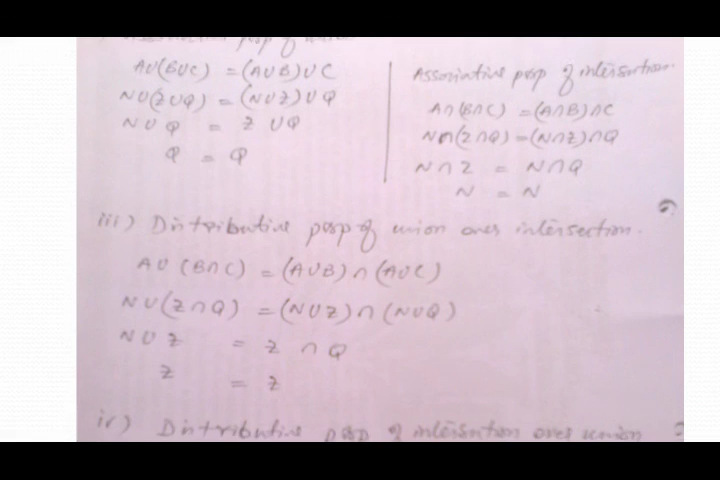 A∪(B∪C) = (A∪B)∪C
N∪(Z∪Q) = (N∪Z)∪Q
N∪Q = Z∪Q
Q = Q
Associative prop of intersection.
A∩(B∩C) = (A∩B)∩C
N∩(Z∩Q) = (N∩Z)∩Q
N∩Z = N∩Q
N = N
iii) Distributive prop of union over intersection.
A∪(B∩C) = (A∪B)∩(A∪C)
N∪(Z∩Q) = (N∪Z)∩(N∪Q)
N∪Z = Z∩Q
Z = Z
iv) Distributive prop of intersection over union